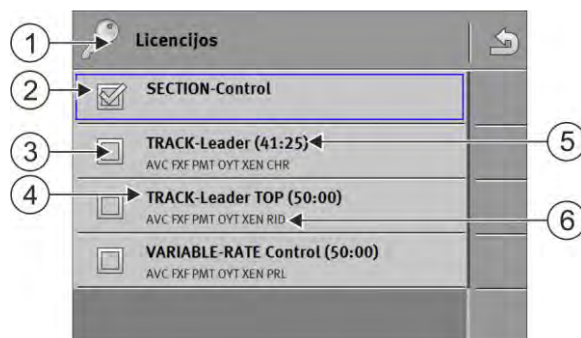 Licencijos
SECTION-Control
TRACK-Leader (41:25)
AVC FXF PMT OYT XEN CHR
TRACK-Leader TOP (50:00)
AVC FXF PMT OYT XEN RID
VARIABLE-RATE Control (50:00)
AVC FXF PMT OYT XEN PRL
1
2
3
4
5
6